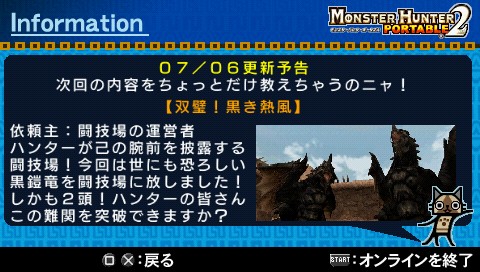 Information
MONSTER HUNTER
PORTABLE 2
07／06更新予告
次回の内容をちょっとだけ教えちゃうのニャ！
【双璧！黒き熱風】
依頼主：闘技場の運営者
ハンターが己の腕前を披露する
闘技場！今回は世にも恐ろしい
黒鎧竜を闘技場に放しました！
しかも２頭！ハンターの皆さん
この難関を突破できますか？
□ ×：戻る
START：オンラインを終了